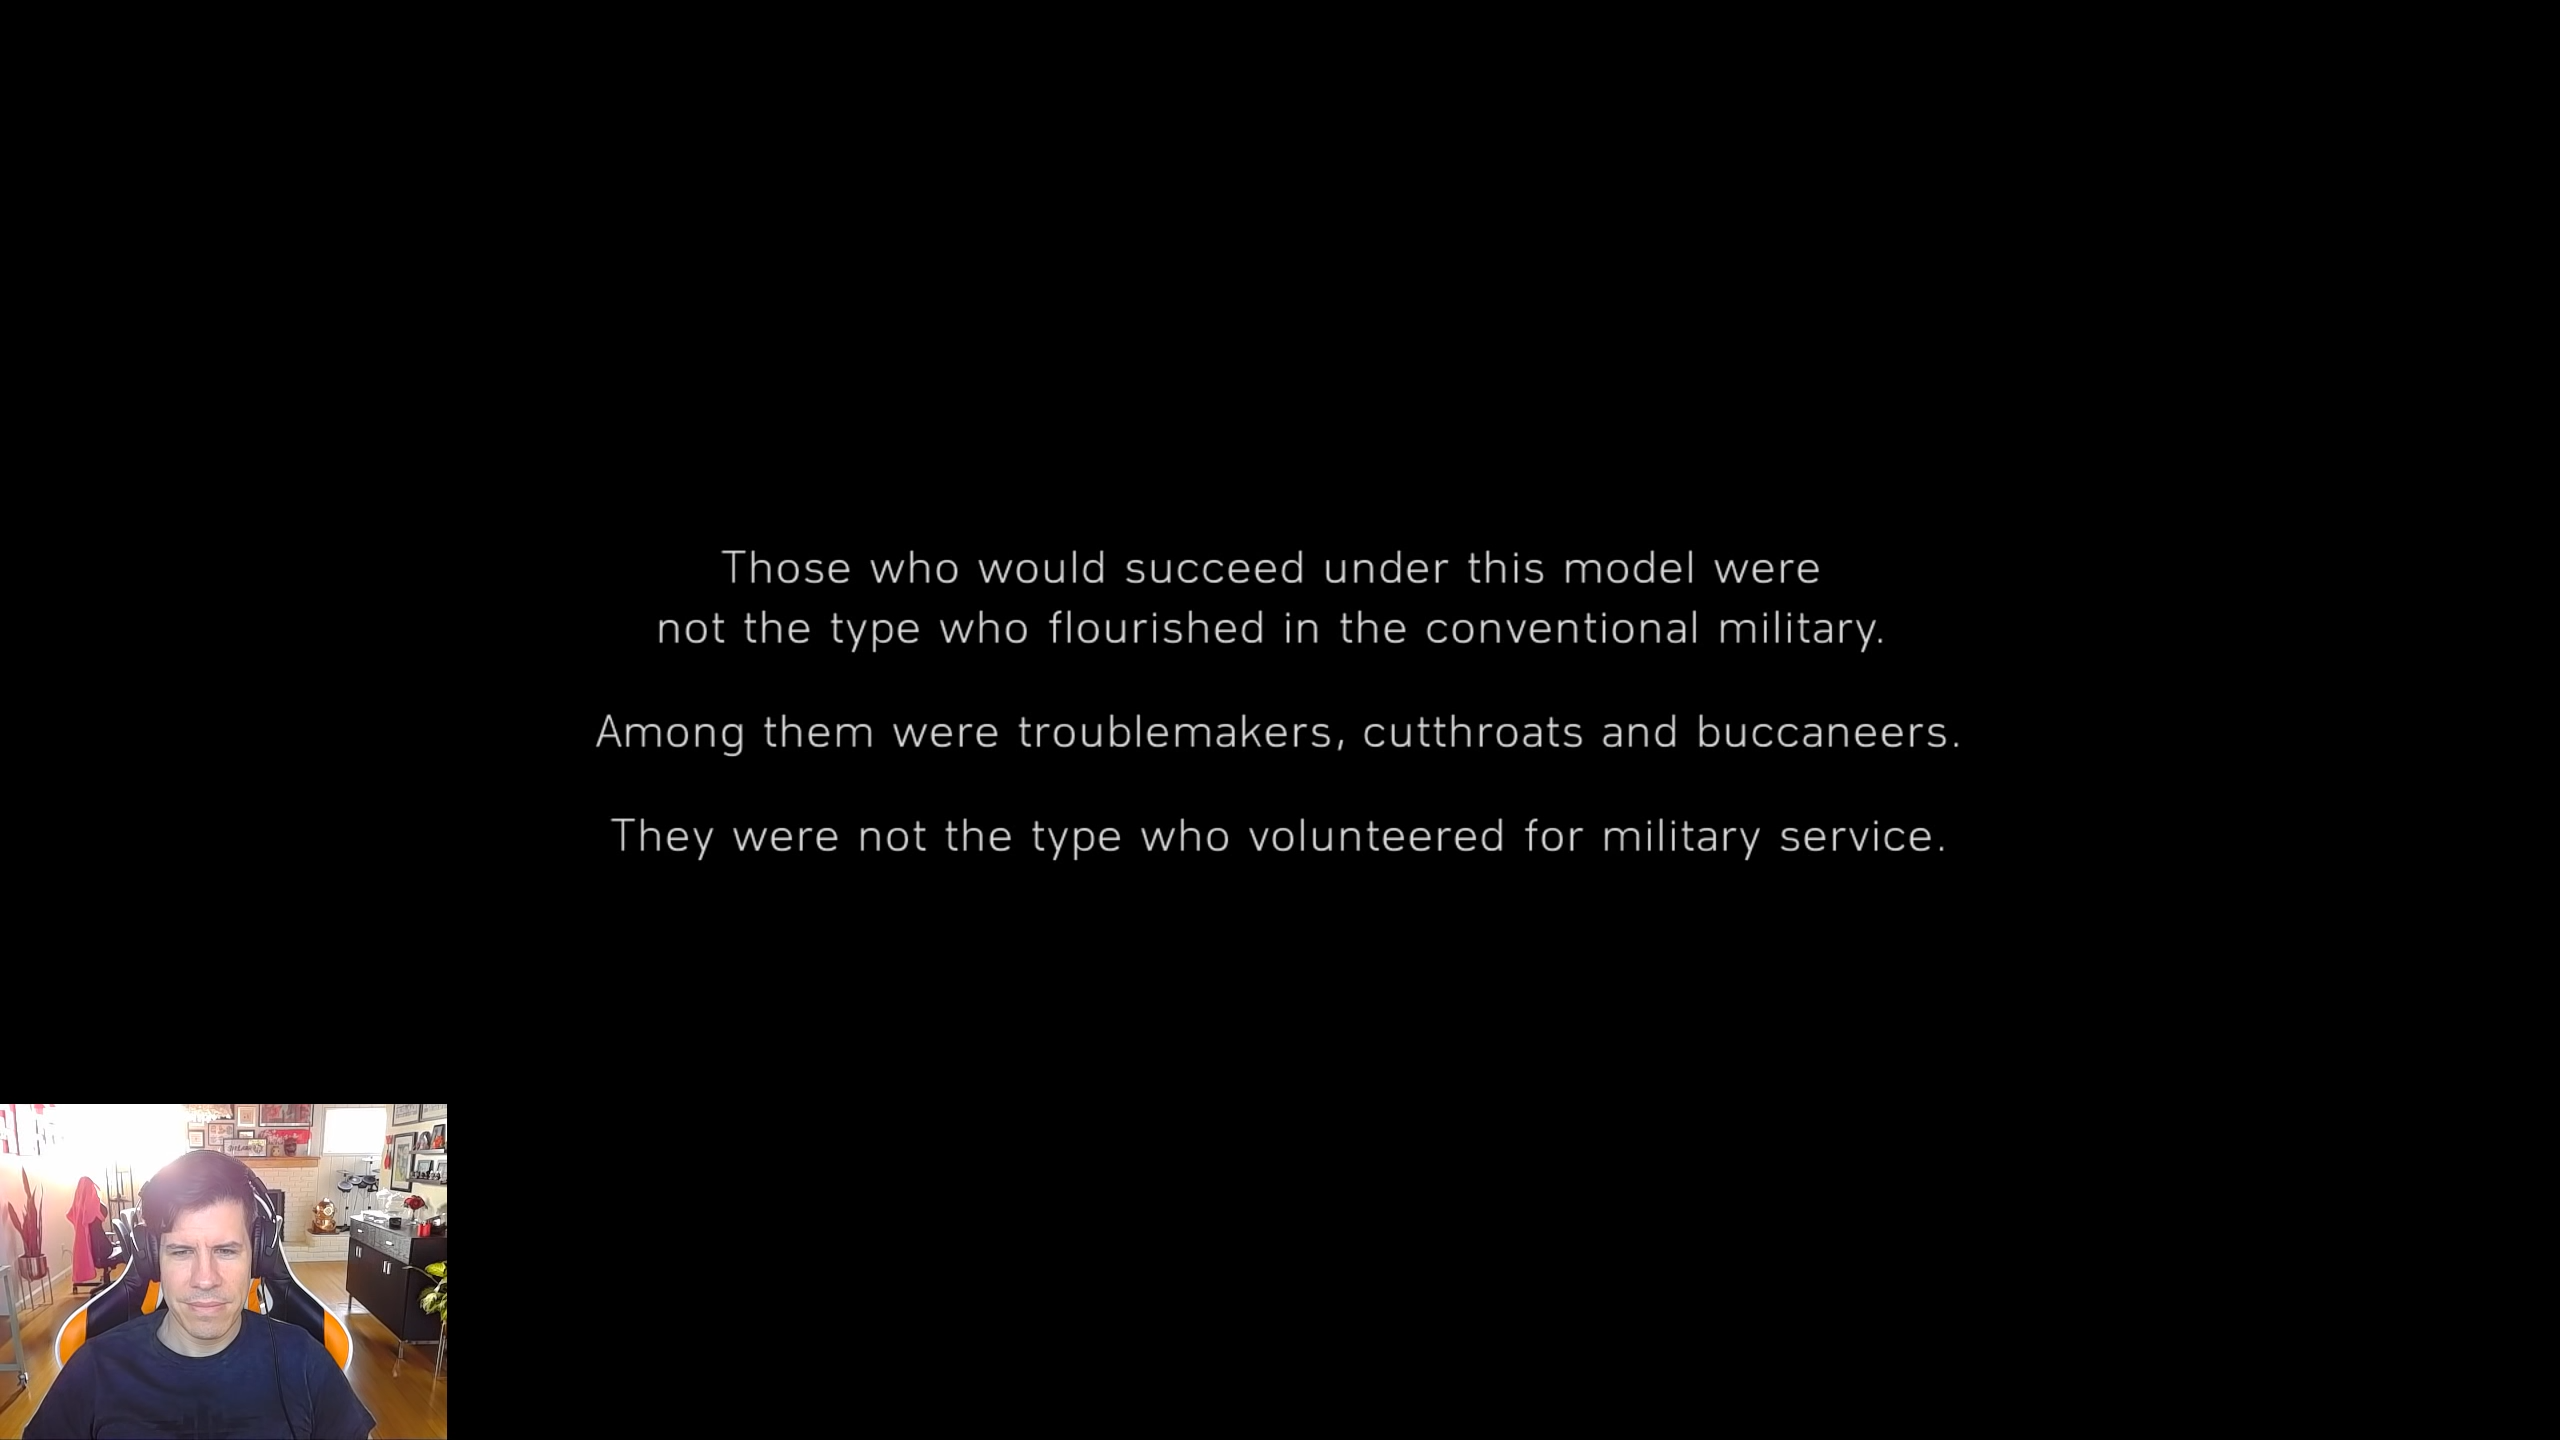 Those who would succeed under this model were
not the type who flourished in the conventional military.
Among them were troublemakers, cutthroats and buccaneers.
They were not the type who volunteered for military service.